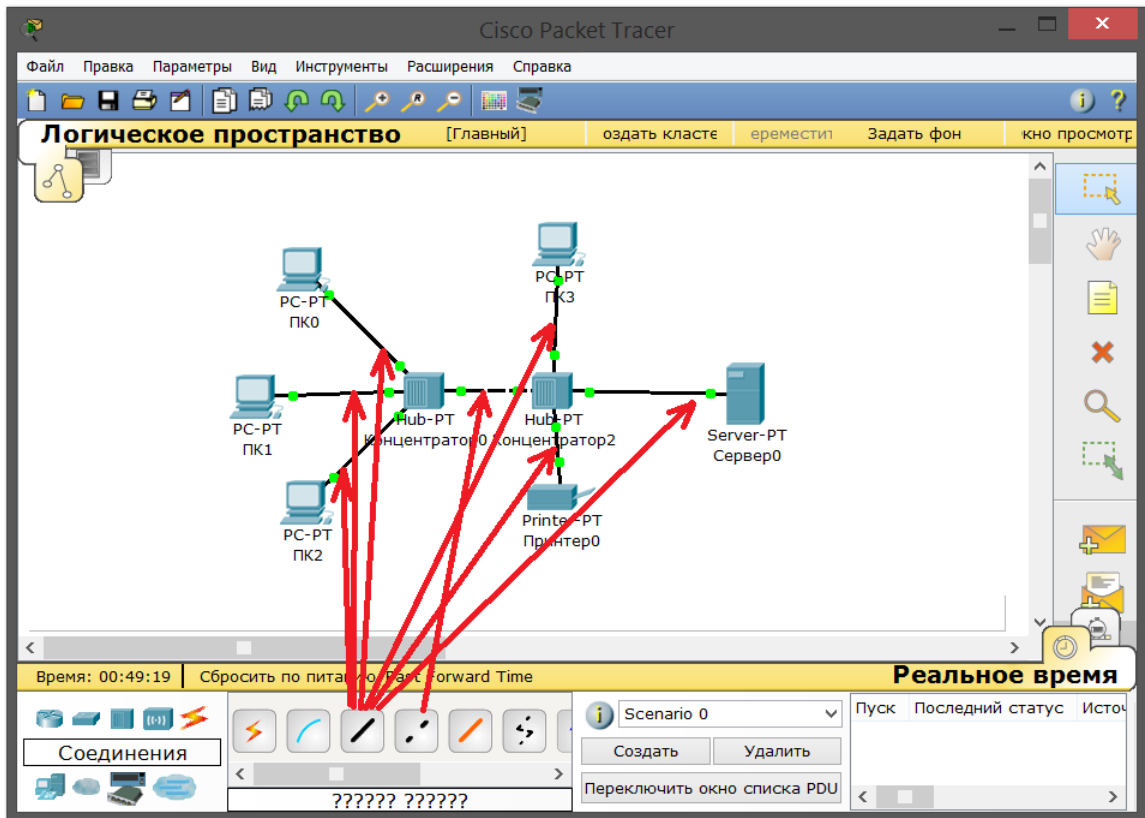 Cisco Packet Tracer
Файл Правка Параметры Вид Инструменты Расширения Справка
Логическое пространство [Главный] оздать класте ереместит Задать фон кно просмотр
PC-PT
ПК3
PC-PT
ПК0
PC-PT
ПК1
Hub-PT
Концентратор0
Hub-PT
Концентратор2
Server-PT
Сервер0
PC-PT
ПК2
Printer-PT
Принтер0
Время: 00:49:19 Сбросить по питанию Fast Forward Time Реальное время
Соединения
?????? ??????
Scenario 0
Создать Удалить
Переключить окно списка PDU
Пуск Последний статус Источ